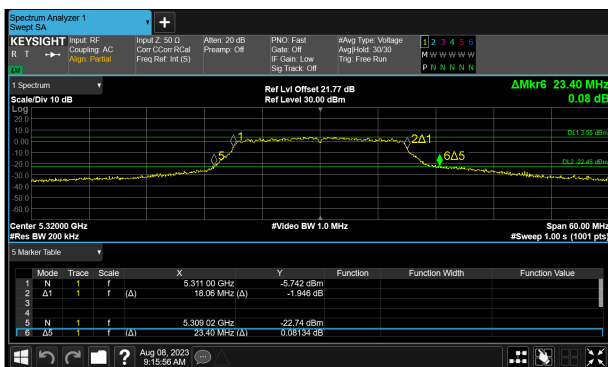 Spectrum Analyzer 1
Swept SA
KEYSIGHT Input: RF Input Z: 50 Ω Atten: 20 dB PNO: Fast #Avg Type: Voltage 1 2 3 4 5 6
R T Coupling: AC Corr CCorr RCal Preamp: Off Gate: Off Avg|Hold: 30/30 M W W W W W
Align: Partial Freq Ref: Int (S) IF Gain: Low Trig: Free Run P N N N N N
LW Sig Track: Off
1 Spectrum Ref Lvl Offset 21.77 dB ΔMkr6 23.40 MHz
Scale/Div 10 dB Ref Level 30.00 dBm 0.08 dB
Log
20.0
10.0 1 2Δ1 DL1 3.55 dBm
0.00
-10.0
-20.0 5 6Δ5 DL2 -22.45 dBm
-30.0
-40.0
-50.0
-60.0
Center 5.32000 GHz #Video BW 1.0 MHz Span 60.00 MHz
#Res BW 200 kHz #Sweep 1.00 s (1001 pts)
5 Marker Table
Mode Trace Scale X Y Function Function Width Function Value
1 N 1 f 5.311 00 GHz -5.742 dBm
2 Δ1 1 f (Δ) 18.06 MHz (Δ) -1.946 dB
3
4
5 N 1 f 5.309 02 GHz -22.74 dBm
6 Δ5 1 f (Δ) 23.40 MHz (Δ) 0.08134 dB
? Aug 08, 2023
9:15:56 AM